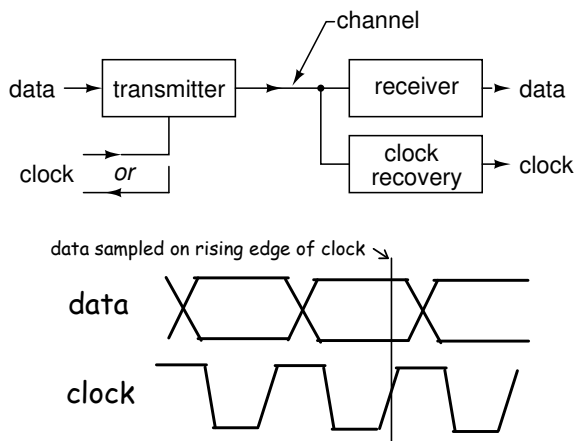 channel
data
transmitter
receiver
data
clock
or
clock
recovery
clock
data sampled on rising edge of clock
data
clock